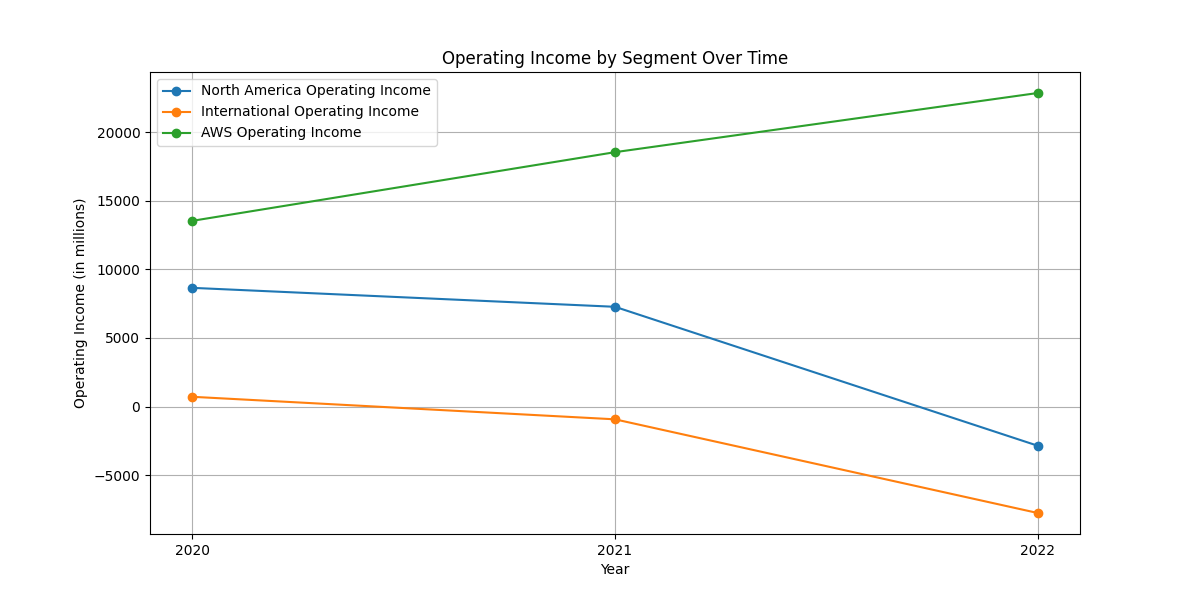 Operating Income by Segment Over Time
North America Operating Income
International Operating Income
AWS Operating Income
Operating Income (in millions)
20000
15000
10000
5000
0
−5000
2020
2021
2022
Year